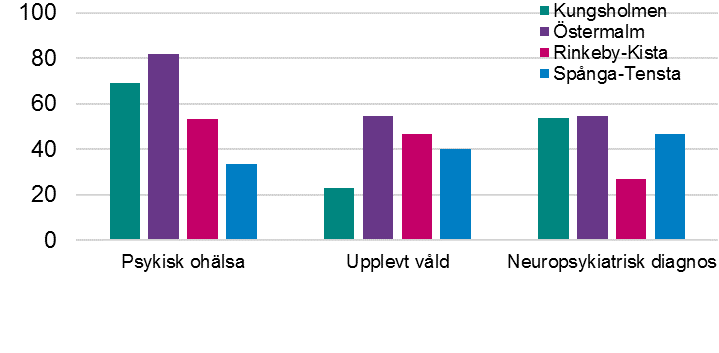 100
80
60
40
20
0
Kungsholmen
Östermalm
Rinkeby-Kista
Spånga-Tensta
Psykisk ohälsa
Upplevt våld
Neuropsykiatrisk diagnos